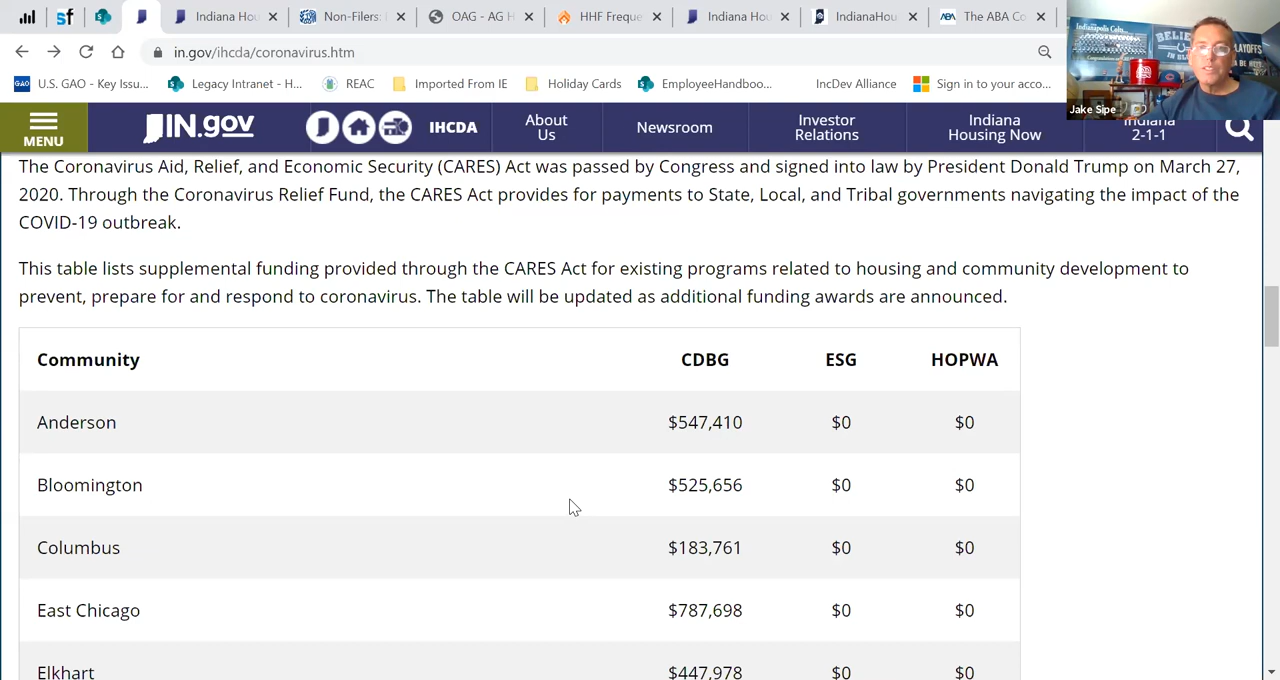 Indiana Hou
Non-Filers:
OAG - AG H
HHF Freque
Indiana Hou
IndianaHou
ABA
The ABA Co
in.gov/ihcda/coronavirus.htm
GAO
U.S. GAO - Key Issu...
Legacy Intranet - H...
REAC
Imported From IE
Holiday Cards
EmployeeHandboo...
IncDev Alliance
Sign in to your acco...
Indianapolis Colts
BELIEVE
PLAYOFFS
Jake Sipe
MENU
IN.gov
IHCDA
About
Us
Newsroom
Investor
Relations
Indiana
Housing Now
Indiana
2-1-1
The Coronavirus Aid, Relief, and Economic Security (CARES) Act was passed by Congress and signed into law by President Donald Trump on March 27,
2020. Through the Coronavirus Relief Fund, the CARES Act provides for payments to State, Local, and Tribal governments navigating the impact of the
COVID-19 outbreak.
This table lists supplemental funding provided through the CARES Act for existing programs related to housing and community development to
prevent, prepare for and respond to coronavirus. The table will be updated as additional funding awards are announced.
Community CDBG ESG HOPWA
Anderson $547,410 $0 $0
Bloomington $525,656 $0 $0
Columbus $183,761 $0 $0
East Chicago $787,698 $0 $0
Elkhart $447,978 $0 $0